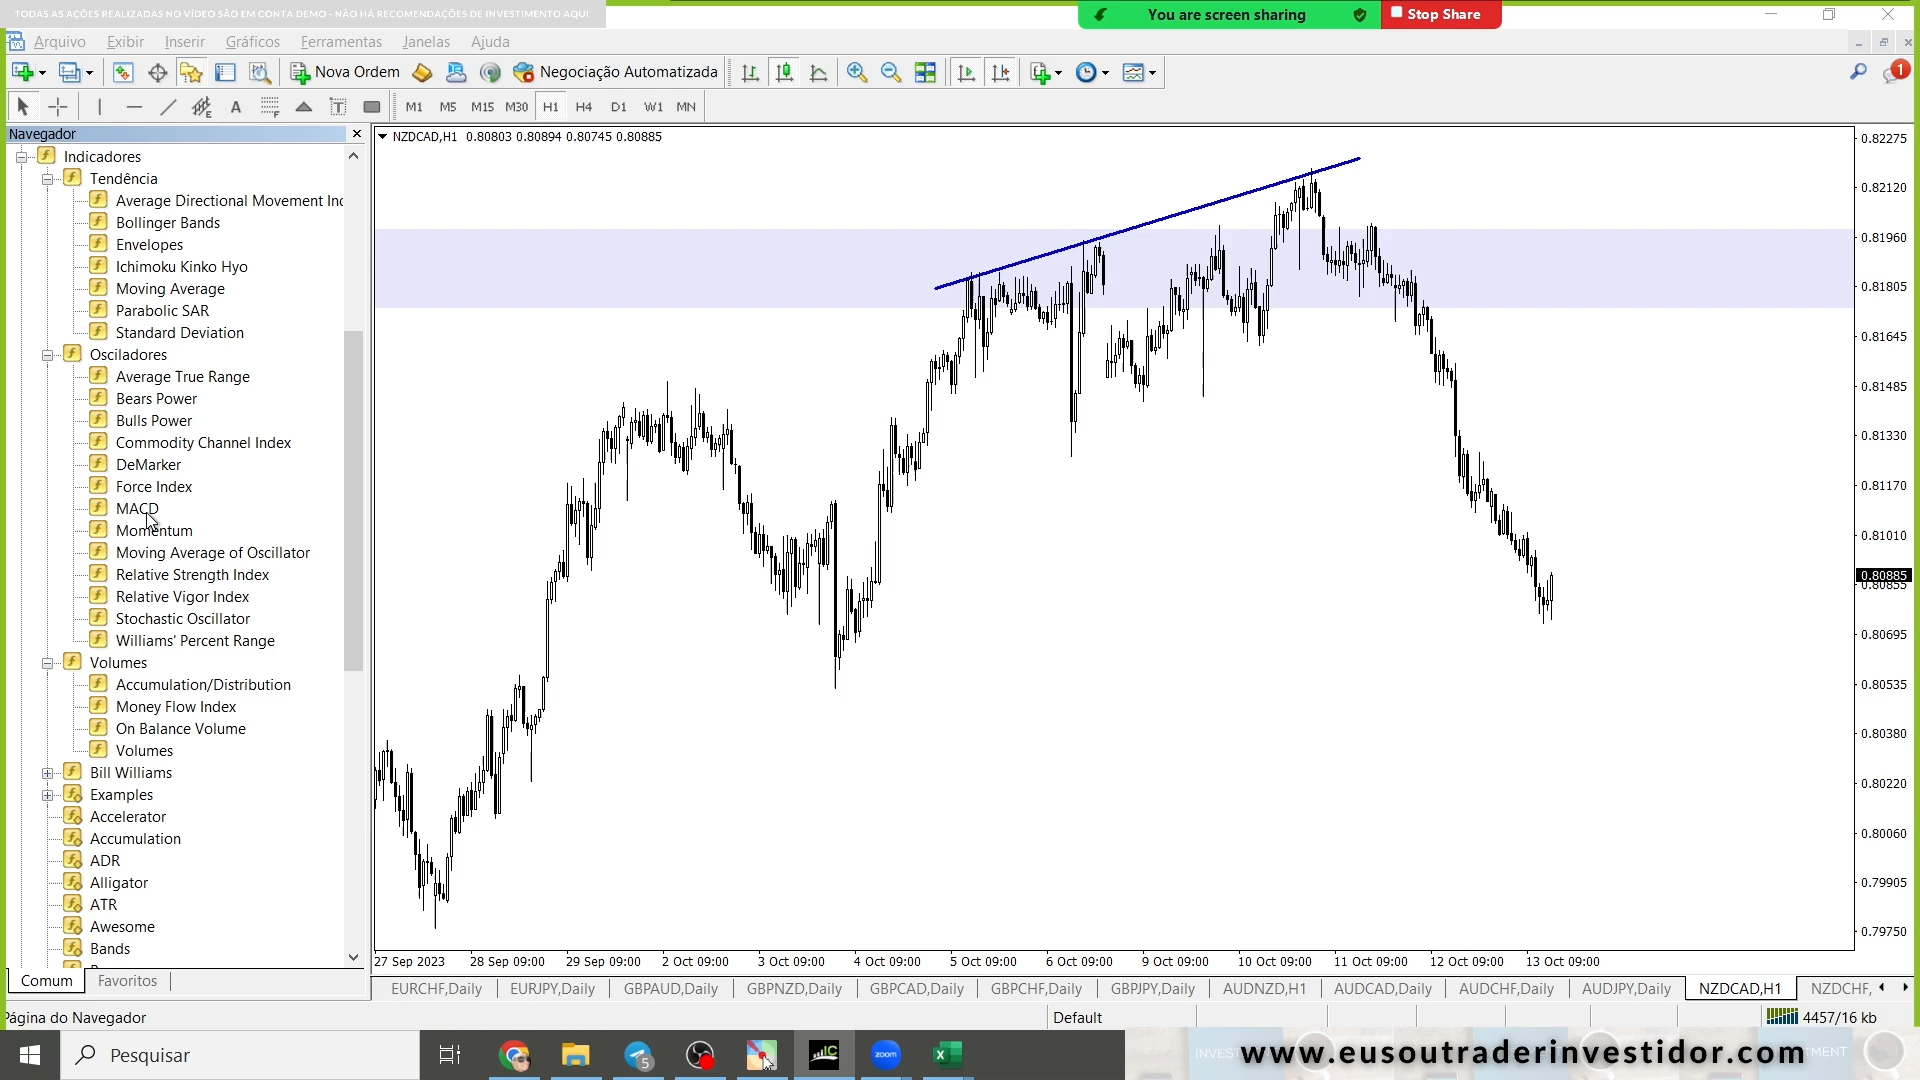 TODAS AS AÇÕES REALIZADAS NO VÍDEO SÃO EM CONTA DEMO - NÃO HÁ RECOMENDAÇÕES DE INVESTIMENTO AQUI
You are screen sharing
Stop Share
Arquivo Exibir Inserir Gráficos Ferramentas Janelas Ajuda
Nova Ordem Negociação Automatizada
1
A T E F
M1 M5 M15 M30 H1 H4 D1 W1 MN
Navegador
NZDCAD,H1 0.80803 0.80894 0.80745 0.80885
Indicadores
Tendência
Average Directional Movement Inc
Bollinger Bands
Envelopes
Ichimoku Kinko Hyo
Moving Average
Parabolic SAR
Standard Deviation
Osciladores
Average True Range
Bears Power
Bulls Power
Commodity Channel Index
DeMarker
Force Index
MACD
Momentum
Moving Average of Oscillator
Relative Strength Index
Relative Vigor Index
Stochastic Oscillator
Williams' Percent Range
Volumes
Accumulation/Distribution
Money Flow Index
On Balance Volume
Volumes
Bill Williams
Examples
Accelerator
Accumulation
ADR
Alligator
ATR
Awesome
Bands
Comum Favoritos
0.82275
0.82120
0.81960
0.81805
0.81645
0.81485
0.81330
0.81170
0.81010
0.80885
0.80855
0.80695
0.80535
0.80380
0.80220
0.80060
0.79905
0.79750
27 Sep 2023 28 Sep 09:00 29 Sep 09:00 2 Oct 09:00 3 Oct 09:00 4 Oct 09:00 5 Oct 09:00 6 Oct 09:00 9 Oct 09:00 10 Oct 09:00 11 Oct 09:00 12 Oct 09:00 13 Oct 09:00
EURCHF,Daily EURJPY,Daily GBPAUD,Daily GBPNZD,Daily GBPCAD,Daily GBPCHF,Daily GBPJPY,Daily AUDNZD,H1 AUDCAD,Daily AUDCHF,Daily AUDJPY,Daily NZDCAD,H1 NZDCHF,
Página do Navegador
Default
4457/16 kb
Pesquisar
5
IC
zoom
www.eusoutraderinvestidor.com